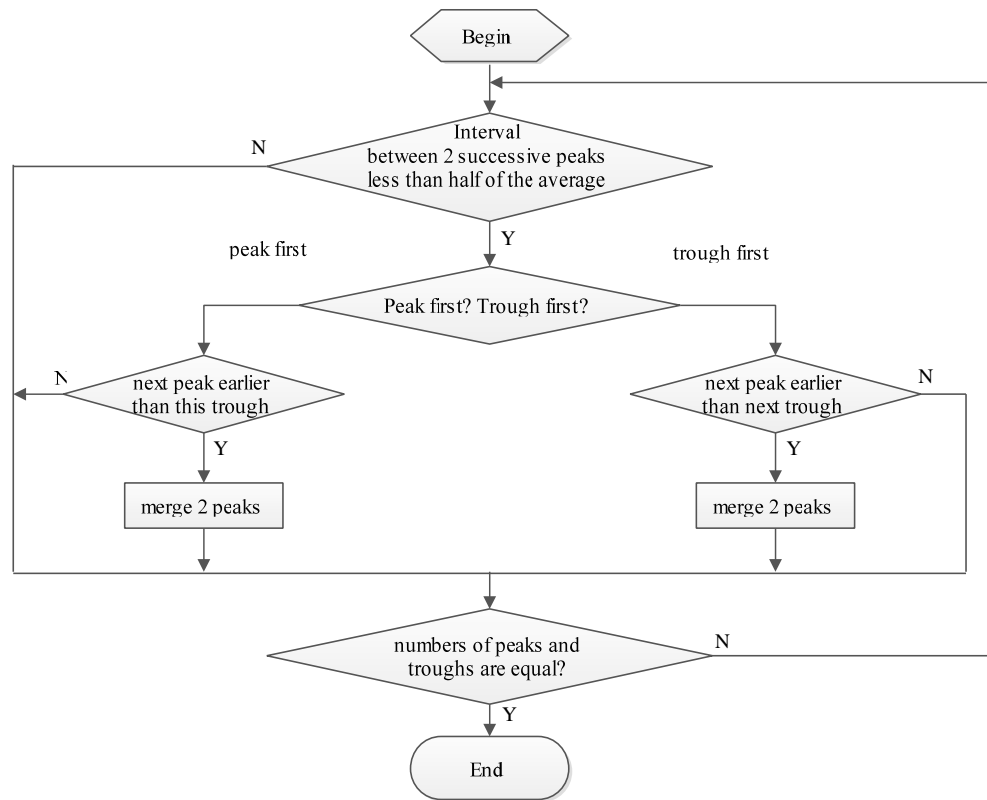 Begin
N
Interval
between 2 successive peaks
less than half of the average
Y
peak first
trough first
Peak first? Trough first?
N
next peak earlier
than this trough
next peak earlier
than next trough
N
Y
Y
merge 2 peaks
merge 2 peaks
numbers of peaks and
troughs are equal?
N
Y
End